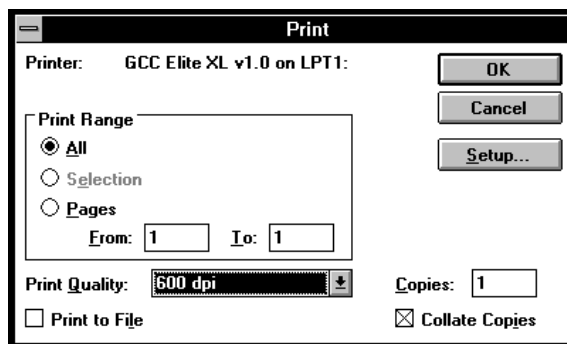 Print
Printer: GCC Elite XL v1.0 on LPT1:
OK
Cancel
Setup...
Print Range
All
Selection
Pages
From: 1 To: 1
Print Quality: 600 dpi
Copies: 1
Print to File
Collate Copies